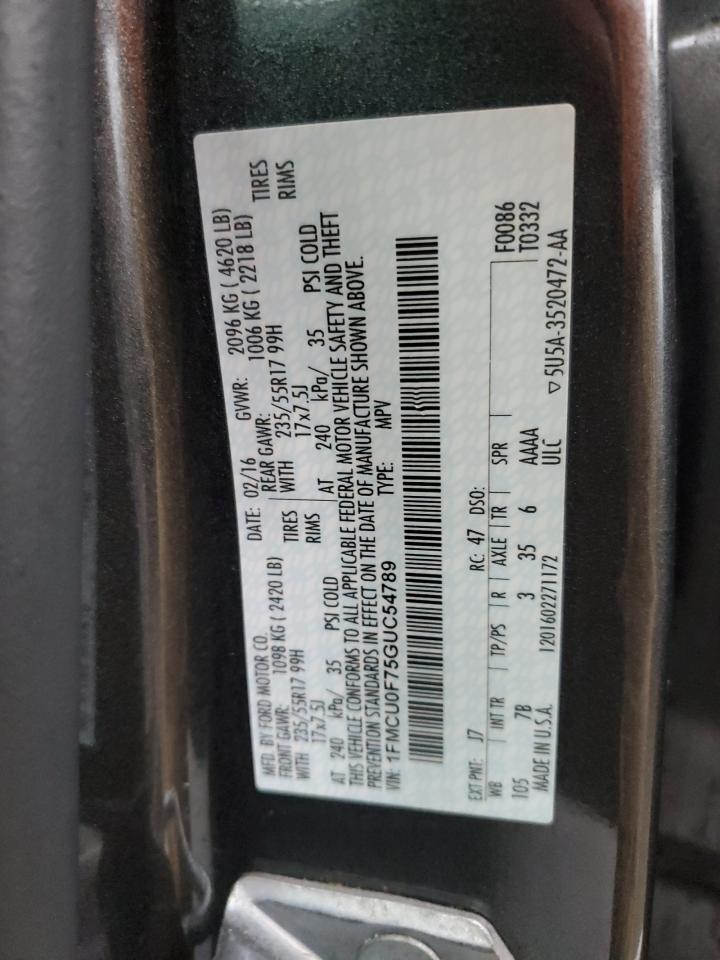 MFD. BY FORD MOTOR CO.
DATE: 02/16 GVWR: 2096 KG ( 4620 LB)
FRONT GAWR: 1098 KG ( 2420 LB) REAR GAWR: 1006 KG ( 2218 LB)
WITH 235/55R17 99H TIRES WITH 235/55R17 99H TIRES
17x7.5J RIMS 17x7.5J RIMS
AT 240 kPa/ 35 PSI COLD AT 240 kPa/ 35 PSI COLD
THIS VEHICLE CONFORMS TO ALL APPLICABLE FEDERAL MOTOR VEHICLE SAFETY AND THEFT
PREVENTION STANDARDS IN EFFECT ON THE DATE OF MANUFACTURE SHOWN ABOVE.
VIN: 1FMCU0F75GUC54789 TYPE: MPV
EXT PNT: J7 RC: 47 DSO:
WB INT TR TP/PS R AXLE TR SPR F0086
105 7B 3 35 6 AAAA T0332
MADE IN U.S.A. 1201602271172 ULC ▽5U5A-3520472-AA